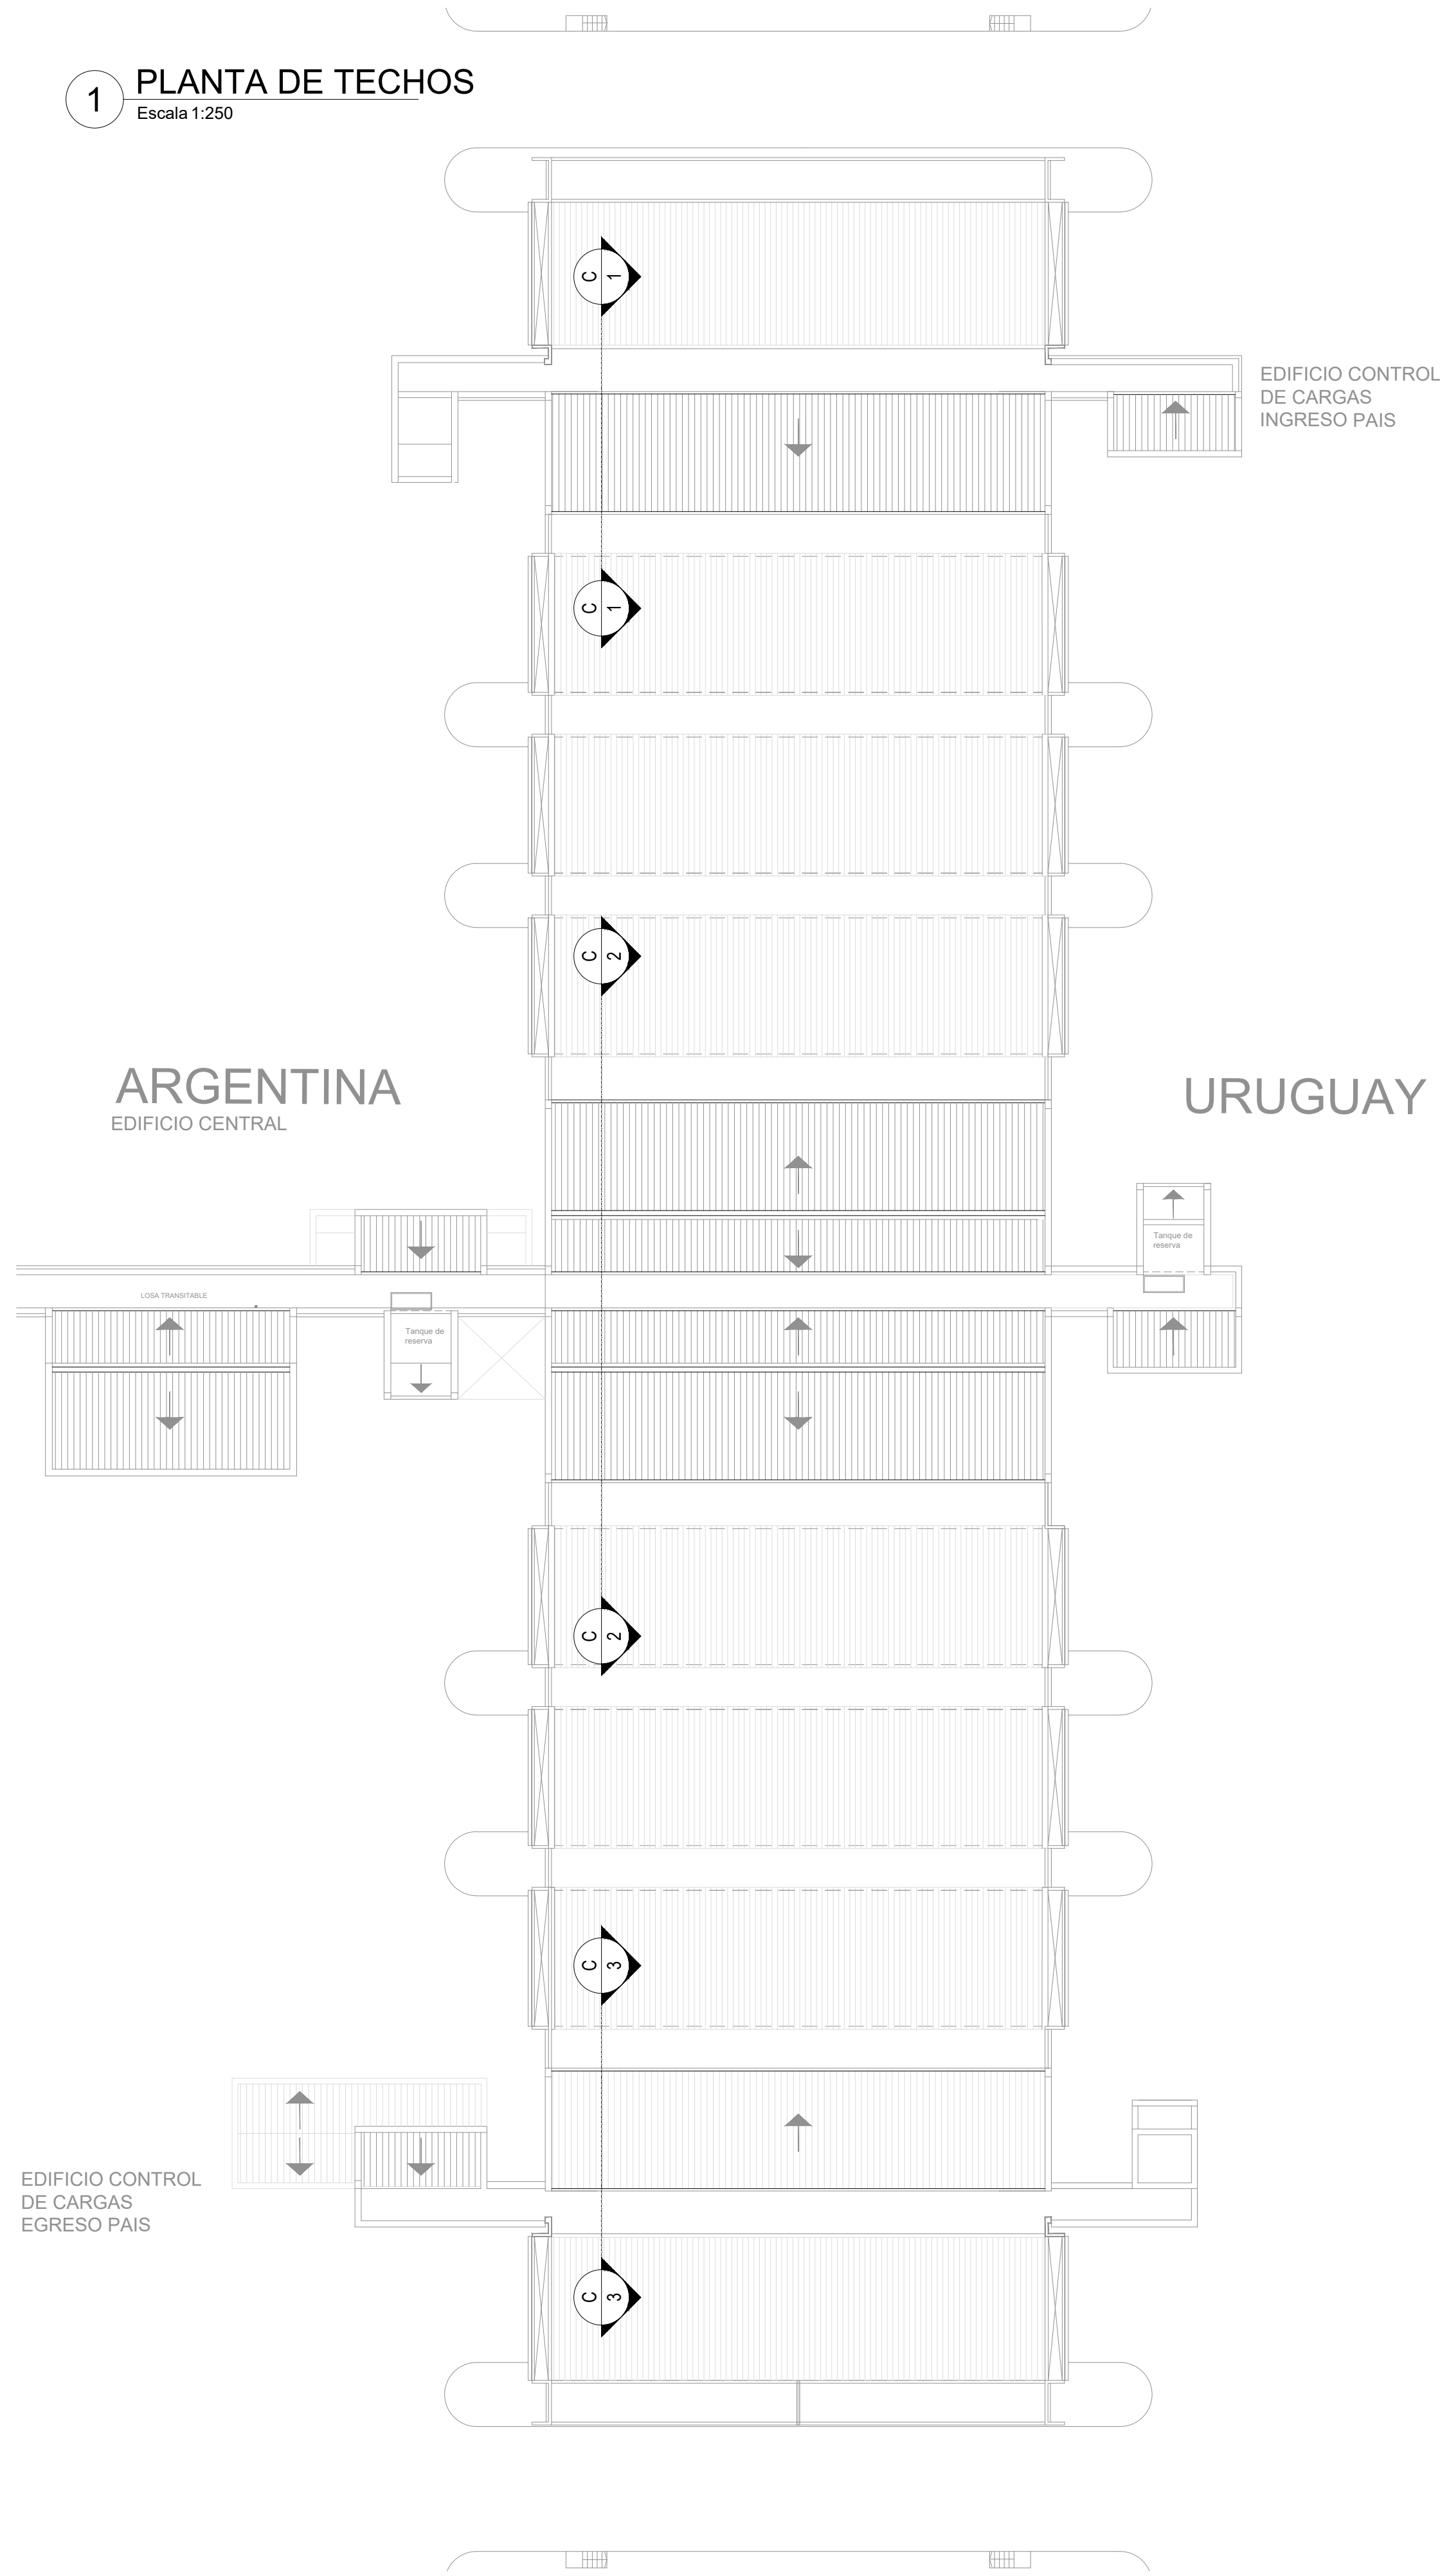 1
PLANTA DE TECHOS
Escala 1:250
C
1
EDIFICIO CONTROL
DE CARGAS
INGRESO PAIS
C
1
C
2
ARGENTINA
EDIFICIO CENTRAL
URUGUAY
Tanque de
reserva
LOSA TRANSITABLE
Tanque de
reserva
C
2
C
3
EDIFICIO CONTROL
DE CARGAS
EGRESO PAIS
C
3